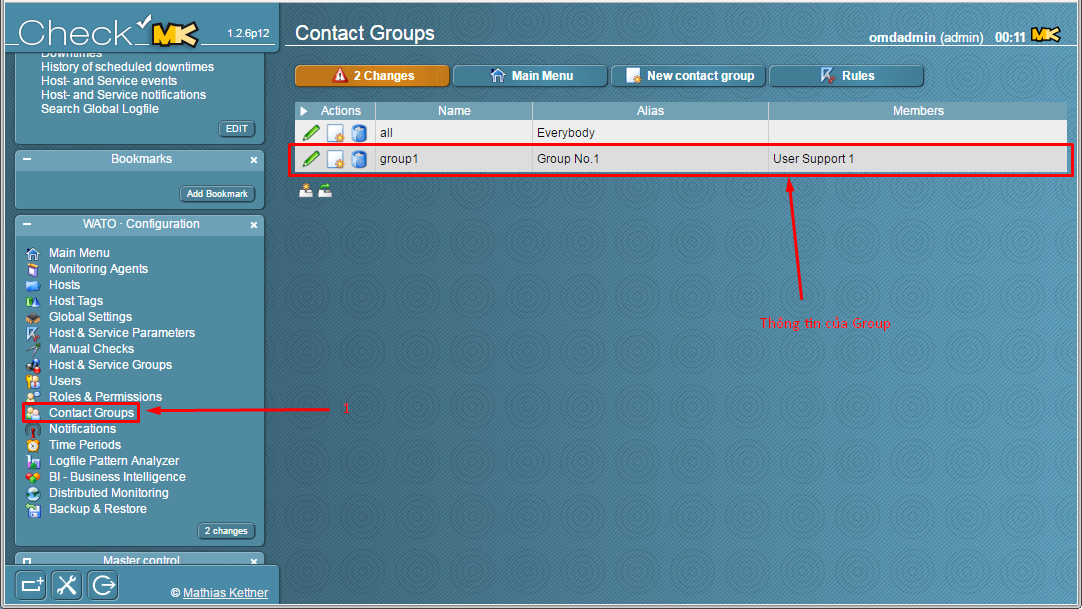 Check MK 1.2.6p12
Downtimes
History of scheduled downtimes
Host- and Service events
Host- and Service notifications
Search Global Logfile
EDIT
Bookmarks
Add Bookmark
WATO · Configuration
Main Menu
Monitoring Agents
Hosts
Host Tags
Global Settings
Host & Service Parameters
Manual Checks
Host & Service Groups
Users
Roles & Permissions
Contact Groups
Notifications
Time Periods
Logfile Pattern Analyzer
BI - Business Intelligence
Distributed Monitoring
Backup & Restore
2 changes
Master control
© Mathias Kettner
1
Contact Groups
omdadmin (admin) 00:11 MK
2 Changes Main Menu New contact group Rules
Actions Name Alias Members
all Everybody
group1 Group No.1 User Support 1
Thông tin của Group